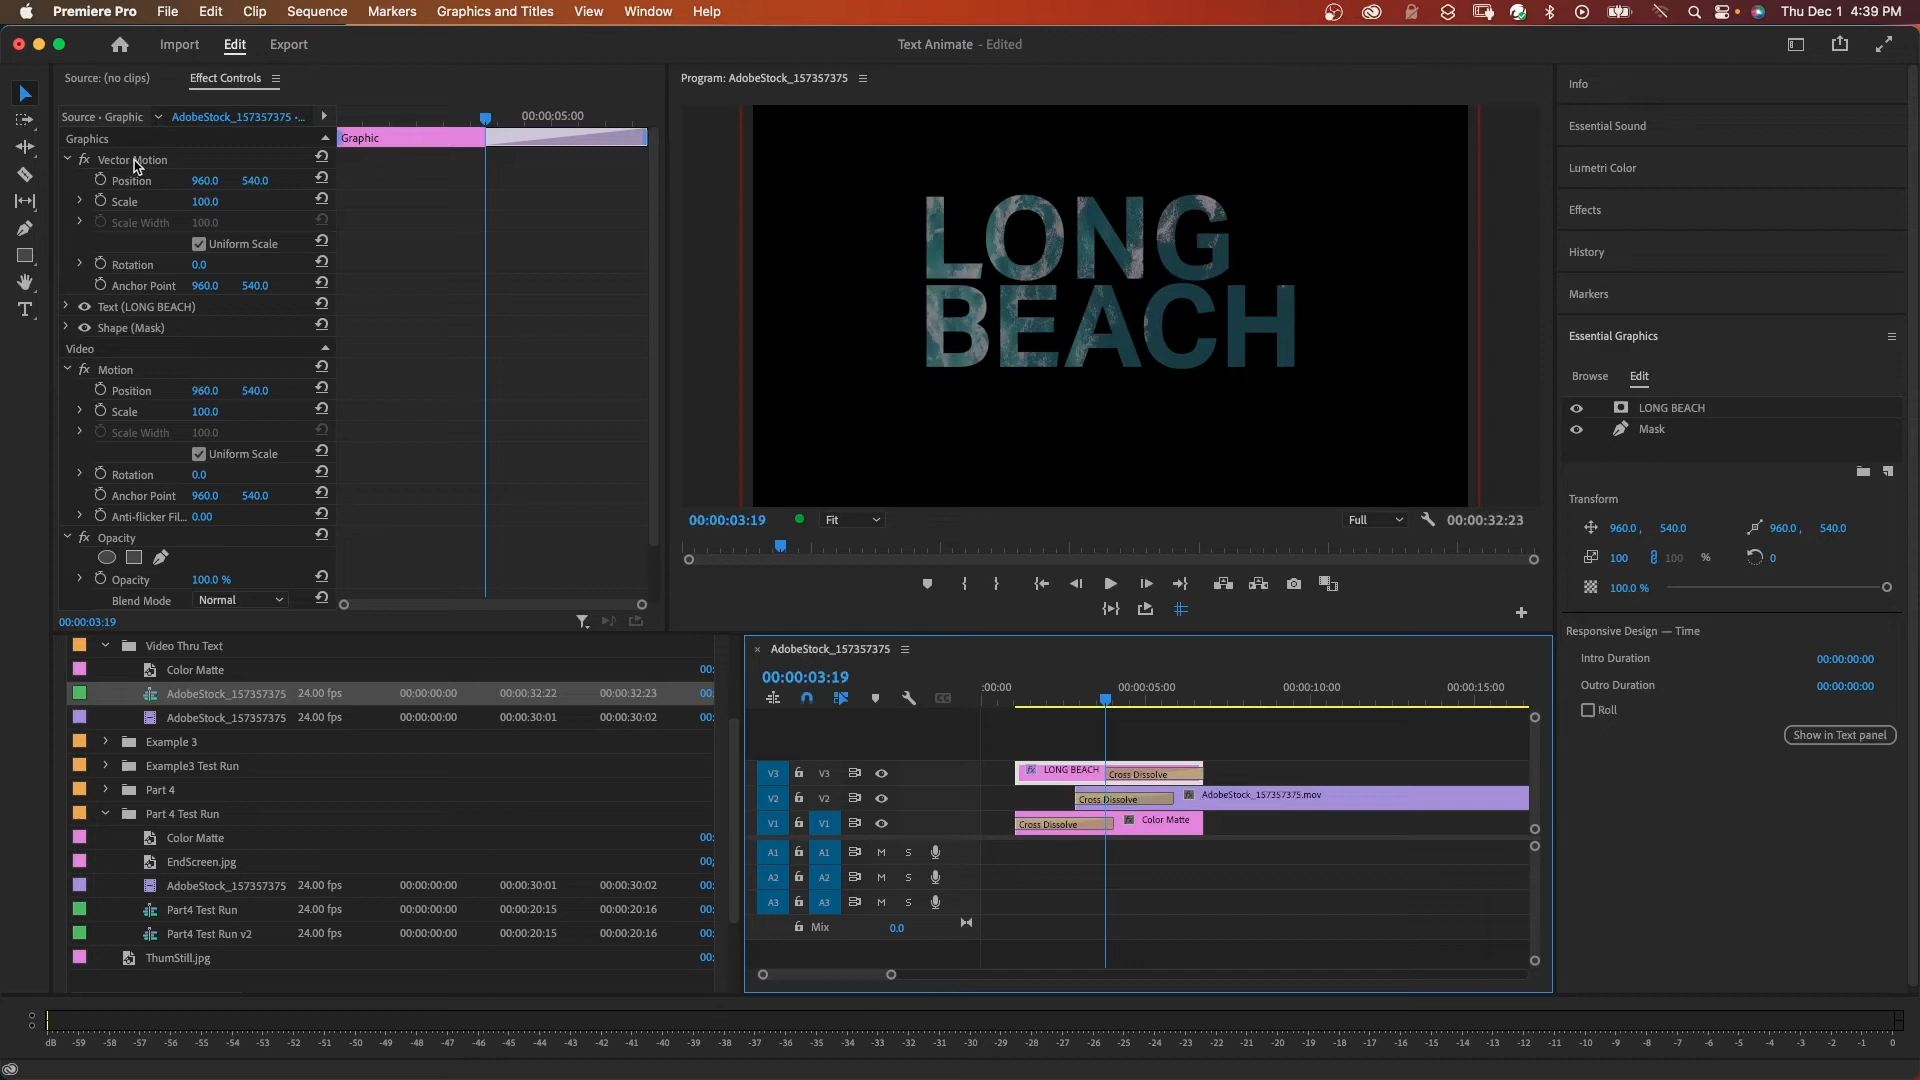 Premiere Pro File Edit Clip Sequence Markers Graphics and Titles View Window Help Thu Dec 1 4:39 PM
Import Edit Export Text Animate - Edited
Source: (no clips) Effect Controls
Source • Graphic AdobeStock_157357375 •... 00:00:05:00
Graphics Graphic
fx Vector Motion
Position 960.0 540.0
Scale 100.0
Scale Width 100.0
Uniform Scale
Rotation 0.0
Anchor Point 960.0 540.0
Text (LONG BEACH)
Shape (Mask)
Video
fx Motion
Position 960.0 540.0
Scale 100.0
Scale Width 100.0
Uniform Scale
Rotation 0.0
Anchor Point 960.0 540.0
Anti-flicker Fil... 0.00
fx Opacity
Opacity 100.0 %
Blend Mode Normal
00:00:03:19
Program: AdobeStock_157357375
LONG
BEACH
00:00:03:19 Fit Full 00:00:32:23
Info
Essential Sound
Lumetri Color
Effects
History
Markers
Essential Graphics
Browse Edit
LONG BEACH
Mask
Transform
960.0 , 540.0 960.0 , 540.0
100 100 % 0
100.0 %
Responsive Design — Time
Intro Duration 00:00:00:00
Outro Duration 00:00:00:00
Roll
Show in Text panel
Video Thru Text
Color Matte 00:
AdobeStock_157357375 24.00 fps 00:00:00:00 00:00:32:22 00:00:32:23 00:
AdobeStock_157357375 24.00 fps 00:00:00:00 00:00:30:01 00:00:30:02 00:
Example 3
Example3 Test Run
Part 4
Part 4 Test Run
Color Matte 00:
EndScreen.jpg 00;
AdobeStock_157357375 24.00 fps 00:00:00:00 00:00:30:01 00:00:30:02 00:
Part4 Test Run 24.00 fps 00:00:00:00 00:00:20:15 00:00:20:16 00:
Part4 Test Run v2 24.00 fps 00:00:00:00 00:00:20:15 00:00:20:16 00:
ThumStill.jpg 00:
× AdobeStock_157357375
00:00:03:19
:00:00 00:00:05:00 00:00:10:00 00:00:15:00
V3 V3 fx LONG BEACH Cross Dissolve
V2 V2 Cross Dissolve fx AdobeStock_157357375.mov
V1 V1 Cross Dissolve fx Color Matte
A1 A1 M S
A2 A2 M S
A3 A3 M S
Mix 0.0
dB -59 -58 -57 -56 -55 -54 -53 -52 -51 -50 -49 -48 -47 -46 -45 -44 -43 -42 -41 -40 -39 -38 -37 -36 -35 -34 -33 -32 -31 -30 -29 -28 -27 -26 -25 -24 -23 -22 -21 -20 -19 -18 -17 -16 -15 -14 -13 -12 -11 -10 -9 -8 -7 -6 -5 -4 -3 -2 -1 0